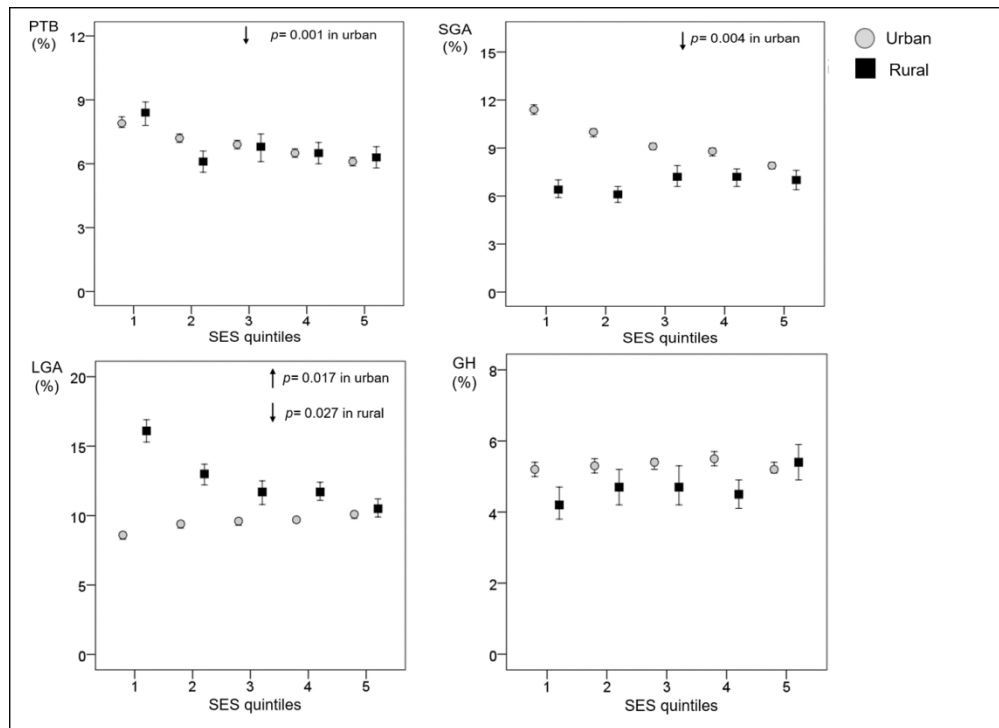 PTB
(%)
↓ p= 0.001 in urban
12
9
6
3
0
1 2 3 4 5
SES quintiles
SGA
(%)
↓ p= 0.004 in urban
15
12
9
6
3
0
1 2 3 4 5
SES quintiles
Urban
Rural
LGA
(%)
↑ p= 0.017 in urban
↓ p= 0.027 in rural
20
15
10
5
0
1 2 3 4 5
SES quintiles
GH
(%)
8
6
4
2
0
1 2 3 4 5
SES quintiles